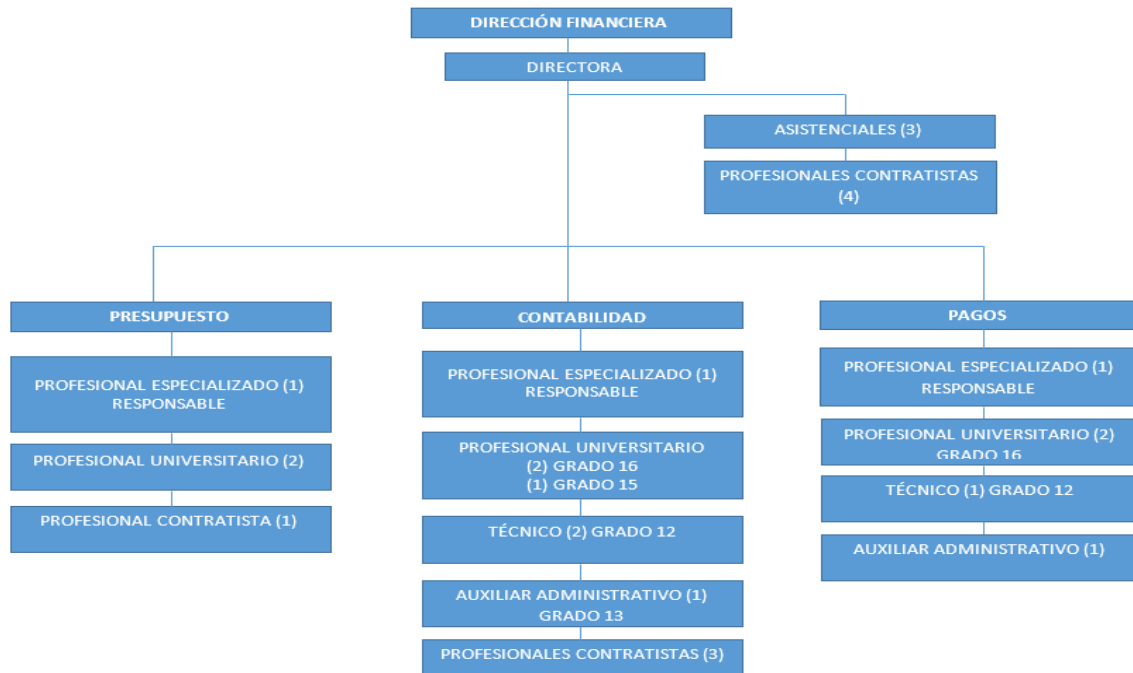 DIRECCIÓN FINANCIERA
DIRECTORA
ASISTENCIALES (3)
PROFESIONALES CONTRATISTAS
(4)
PRESUPUESTO
PROFESIONAL ESPECIALIZADO (1)
RESPONSABLE
PROFESIONAL UNIVERSITARIO (2)
PROFESIONAL CONTRATISTA (1)
CONTABILIDAD
PROFESIONAL ESPECIALIZADO (1)
RESPONSABLE
PROFESIONAL UNIVERSITARIO
(2) GRADO 16
(1) GRADO 15
TÉCNICO (2) GRADO 12
AUXILIAR ADMINISTRATIVO (1)
GRADO 13
PROFESIONALES CONTRATISTAS (3)
PAGOS
PROFESIONAL ESPECIALIZADO (1)
RESPONSABLE
PROFESIONAL UNIVERSITARIO (2)
GRADO 16
TÉCNICO (1) GRADO 12
AUXILIAR ADMINISTRATIVO (1)